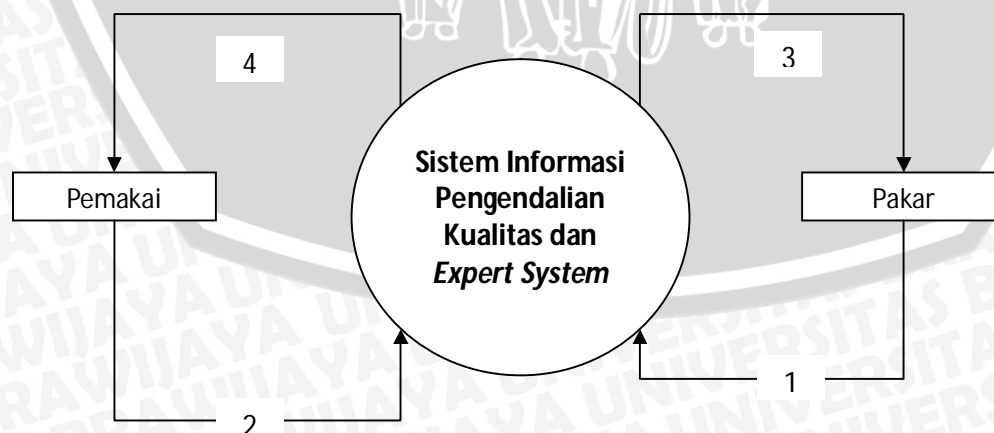 4
3
Sistem Informasi
Pengendalian
Kualitas dan
Expert System
Pemakai
Pakar
1
2